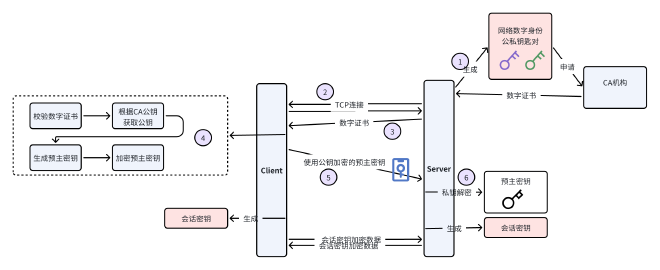 网络数字身份
公私钥匙对
1
生成
申请
CA机构
数字证书
2
TCP连接
数字证书
3
校验数字证书
根据CA公钥
获取公钥
4
生成预主密钥
加密预主密钥
Client
Server
使用公钥加密的预主密钥
5
6
私钥解密
预主密钥
会话密钥
生成
生成
会话密钥
会话密钥加密数据
会话密钥加密数据